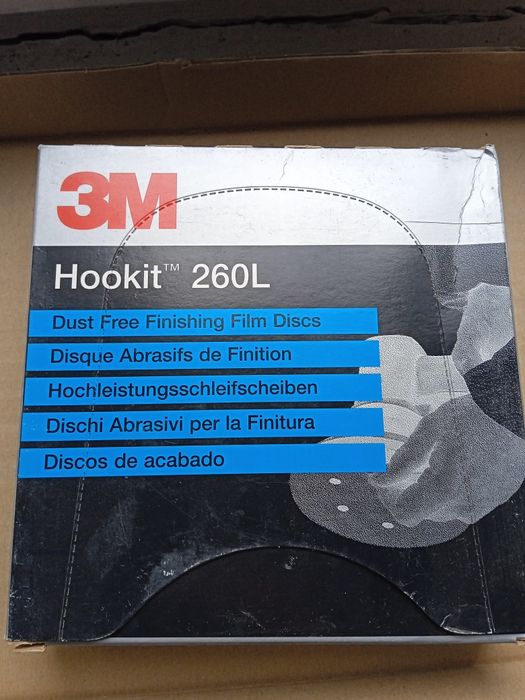 3M
Hookit™ 260L
Dust Free Finishing Film Discs
Disque Abrasifs de Finition
Hochleistungsschleifscheiben
Dischi Abrasivi per la Finitura
Discos de acabado